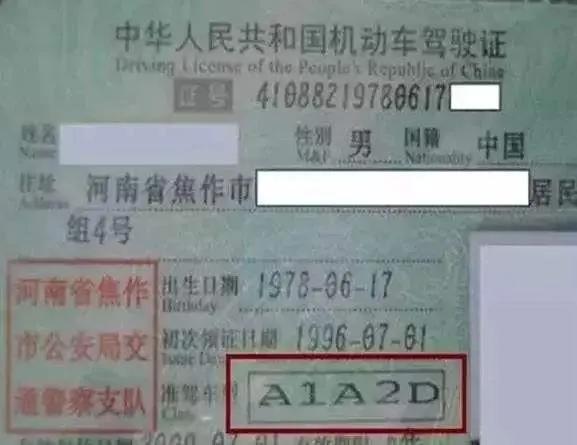 中华人民共和国机动车驾驶证
Driving License of the People's Republic of China
证号 41088219780617
姓名 性别 男 国籍 中国
Name M&F Nationality
住址 河南省焦作市 居民
Address
组4号
河南省焦作
市公安局交
通警察支队
出生日期 1978-06-17
Birthday
初次领证日期 1996-07-01
Issue Date
准驾车型 A1A2D
Class